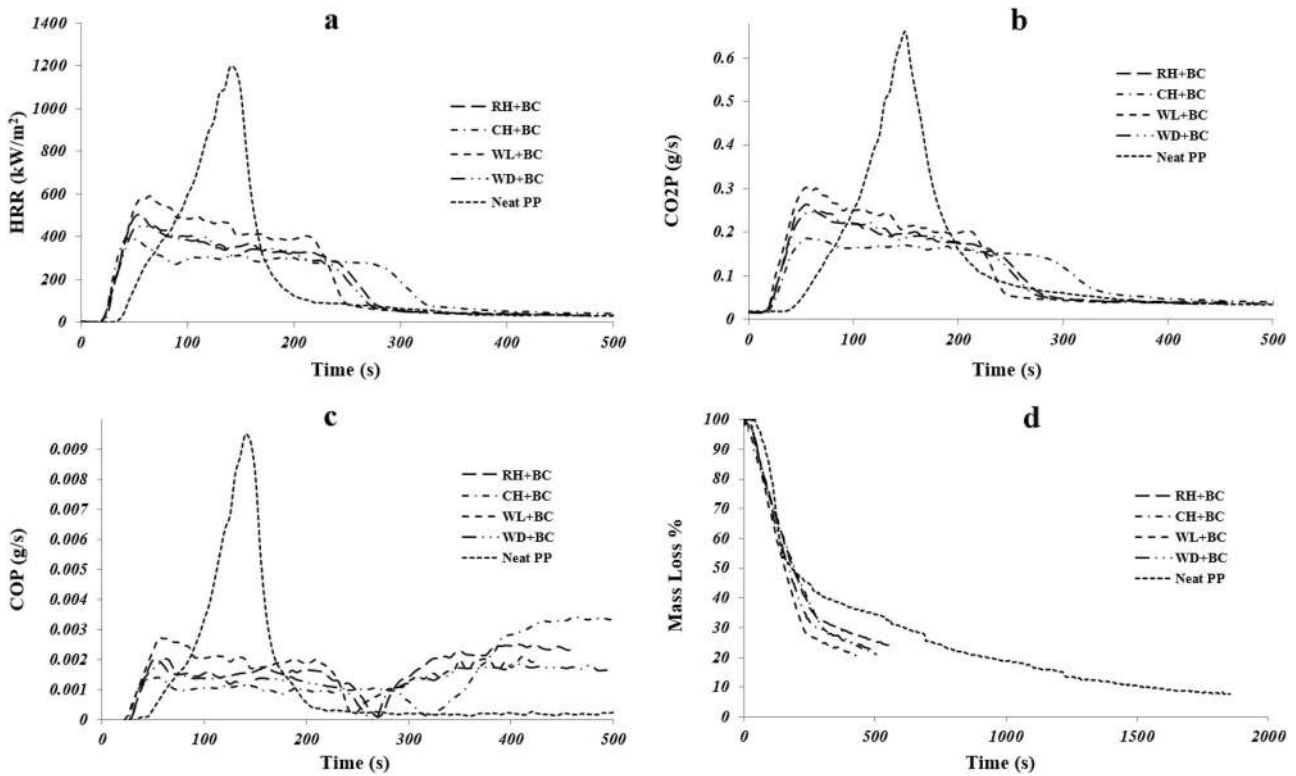 a
1400
1200
1000
800
600
400
200
0
HRR (kW/m²)
0 100 200 300 400 500
Time (s)
RH+BC
CH+BC
WL+BC
WD+BC
Neat PP
b
0.6
0.5
0.4
0.3
0.2
0.1
0
CO2P (g/s)
0 100 200 300 400 500
Time (s)
RH+BC
CH+BC
WL+BC
WD+BC
Neat PP
c
0.009
0.008
0.007
0.006
0.005
0.004
0.003
0.002
0.001
0
COP (g/s)
0 100 200 300 400 500
Time (s)
RH+BC
CH+BC
WL+BC
WD+BC
Neat PP
d
100
90
80
70
60
50
40
30
20
10
0
Mass Loss %
0 500 1000 1500 2000
Time (s)
RH+BC
CH+BC
WL+BC
WD+BC
Neat PP